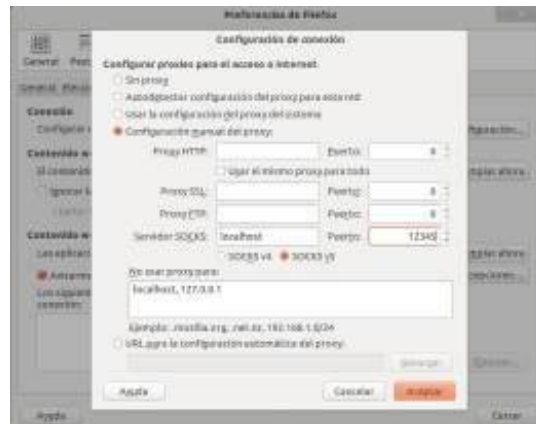 Preferencias de Firefox
Configuración de conexión
General
Configurar proxies para el acceso a Internet
Sin proxy
Autodetectar configuración del proxy para esta red
Usar la configuración del proxy del sistema
Configuración manual del proxy:
Proxy HTTP: Puerto: 0
Usar el mismo proxy para todo
Proxy SSL: Puerto: 0
Proxy FTP: Puerto: 0
Servidor SOCKS: localhost Puerto: 12345
SOCKS v4 SOCKS v5
No usar proxy para:
localhost, 127.0.0.1
Ejemplo: .mozilla.org, .net.nz, 192.168.1.0/24
URL para la configuración automática del proxy:
Ayuda Cancelar Aceptar
Conexión
Ayuda Cerrar